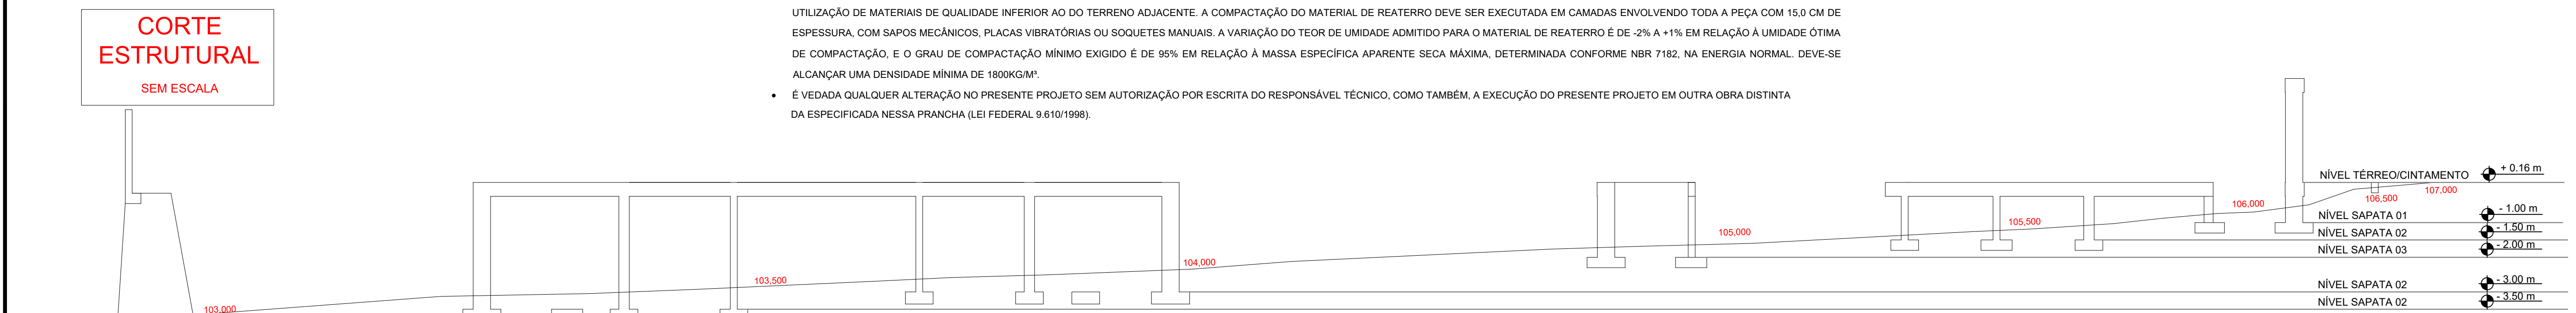 CORTE
ESTRUTURAL
SEM ESCALA
UTILIZAÇÃO DE MATERIAIS DE QUALIDADE INFERIOR AO DO TERRENO ADJACENTE. A COMPACTAÇÃO DO MATERIAL DE REATERRO DEVE SER EXECUTADA EM CAMADAS ENVOLVENDO TODA A PEÇA COM 15,0 CM DE
ESPESSURA, COM SAPOS MECÂNICOS, PLACAS VIBRATÓRIAS OU SOQUETES MANUAIS. A VARIAÇÃO DO TEOR DE UMIDADE ADMITIDO PARA O MATERIAL DE REATERRO É DE -2% A +1% EM RELAÇÃO À UMIDADE ÓTIMA
DE COMPACTAÇÃO, E O GRAU DE COMPACTAÇÃO MÍNIMO EXIGIDO É DE 95% EM RELAÇÃO À MASSA ESPECÍFICA APARENTE SECA MÁXIMA, DETERMINADA CONFORME NBR 7182, NA ENERGIA NORMAL. DEVE-SE
ALCANÇAR UMA DENSIDADE MÍNIMA DE 1800KG/M³.
• É VEDADA QUALQUER ALTERAÇÃO NO PRESENTE PROJETO SEM AUTORIZAÇÃO POR ESCRITA DO RESPONSÁVEL TÉCNICO, COMO TAMBÉM, A EXECUÇÃO DO PRESENTE PROJETO EM OUTRA OBRA DISTINTA
DA ESPECIFICADA NESSA PRANCHA (LEI FEDERAL 9.610/1998).
NÍVEL TÉRREO/CINTAMENTO + 0.16 m
107,000
106,500
106,000
NÍVEL SAPATA 01 - 1.00 m
105,500
NÍVEL SAPATA 02 - 1.50 m
105,000
NÍVEL SAPATA 03 - 2.00 m
104,000
103,500
NÍVEL SAPATA 02 - 3.00 m
NÍVEL SAPATA 02 - 3.50 m
103,000